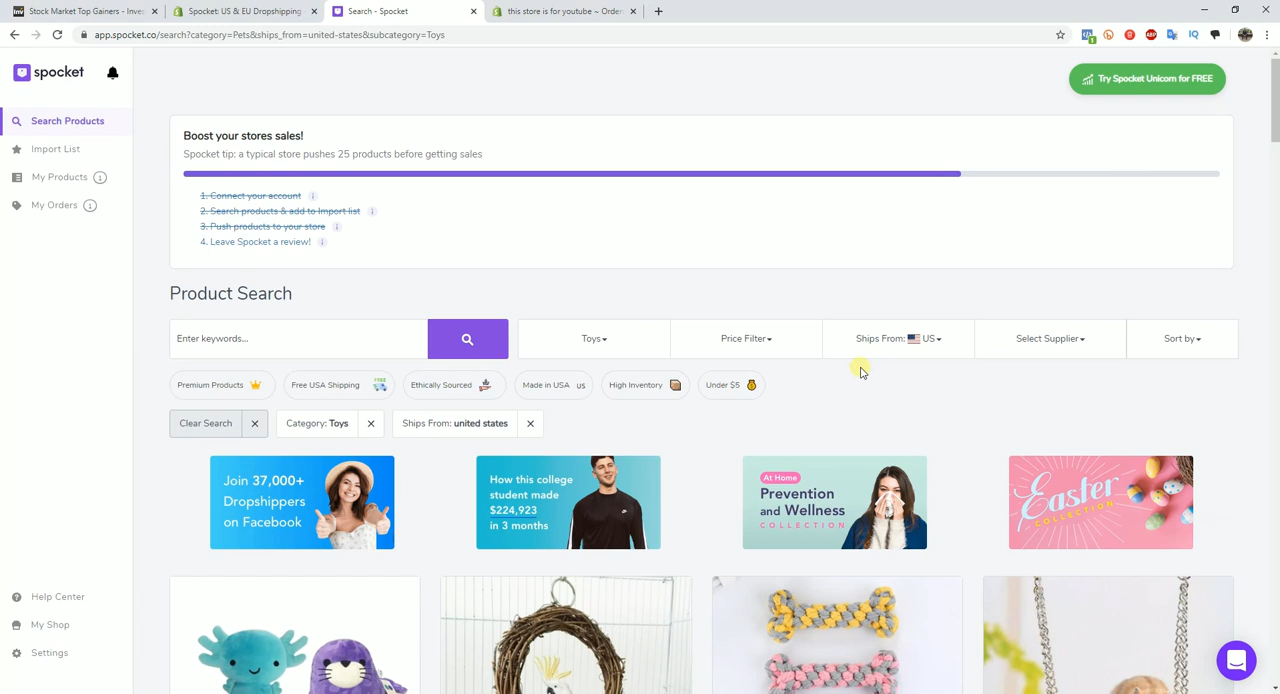 Stock Market Top Gainers - Inves
Spocket: US & EU Dropshipping
Search - Spocket
this store is for youtube ~ Order
app.spocket.co/search?category=Pets&ships_from=united-states&subcategory=Toys
spocket
Try Spocket Unicorn for FREE
Search Products
Import List
My Products
My Orders
Boost your stores sales!
Spocket tip: a typical store pushes 25 products before getting sales
1. Connect your account
2. Search products & add to Import list
3. Push products to your store
4. Leave Spocket a review!
Product Search
Enter keywords...
Toys
Price Filter
Ships From: US
Select Supplier
Sort by
Premium Products
Free USA Shipping
Ethically Sourced
Made in USA us
High Inventory
Under $5
Clear Search
Category: Toys
Ships From: united states
Join 37,000+
Dropshippers
on Facebook
How this college
student made
$224,923
in 3 months
At Home
Prevention
and Wellness
COLLECTION
Easter
COLLECTION
Help Center
My Shop
Settings